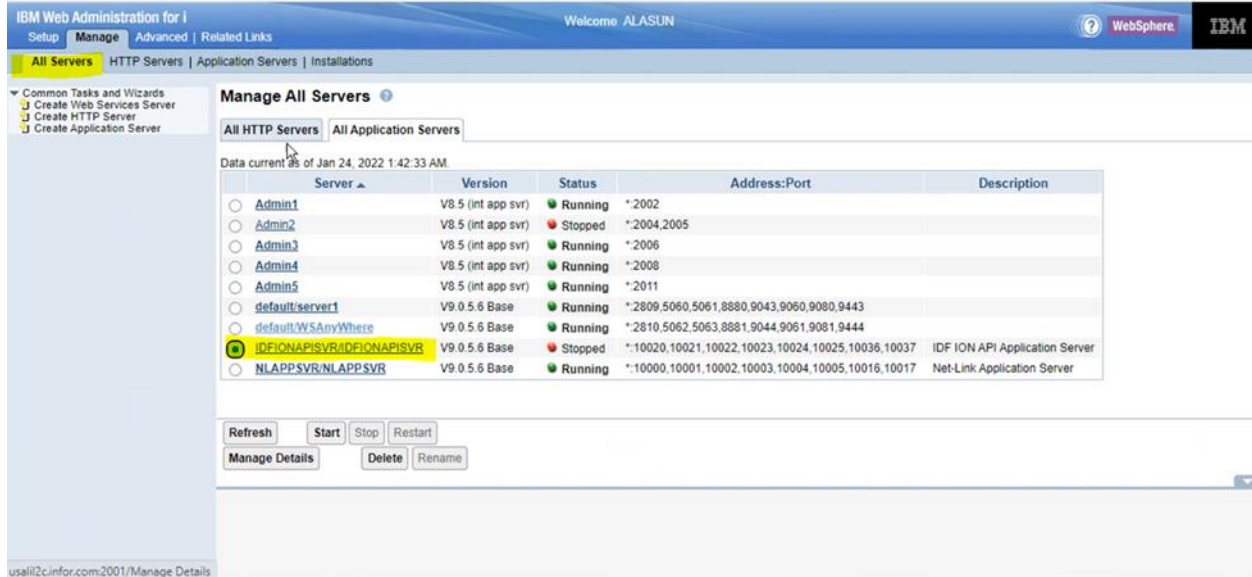 IBM Web Administration for i
Welcome ALASUN
? WebSphere. IBM
Setup Manage Advanced | Related Links
All Servers HTTP Servers | Application Servers | Installations
Common Tasks and Wizards
Create Web Services Server
Create HTTP Server
Create Application Server
Manage All Servers ?
All HTTP Servers All Application Servers
Data current as of Jan 24, 2022 1:42:33 AM.
Server Version Status Address:Port Description
Admin1 V8.5 (int app svr) Running *:2002
Admin2 V8.5 (int app svr) Stopped *:2004,2005
Admin3 V8.5 (int app svr) Running *:2006
Admin4 V8.5 (int app svr) Running *:2008
Admin5 V8.5 (int app svr) Running *:2011
default/server1 V9.0.5.6 Base Running *:2809,5060,5061,8880,9043,9060,9080,9443
default/WSAnyWhere V9.0.5.6 Base Running *:2810,5062,5063,8881,9044,9061,9081,9444
IDFIONAPISVR/IDFIONAPISVR V9.0.5.6 Base Stopped *:10020,10021,10022,10023,10024,10025,10036,10037 IDF ION API Application Server
NLAPPSVR/NLAPPSVR V9.0.5.6 Base Running *:10000,10001,10002,10003,10004,10005,10016,10017 Net-Link Application Server
Refresh Start Stop Restart
Manage Details Delete Rename
usalil2c.infor.com:2001/Manage Details